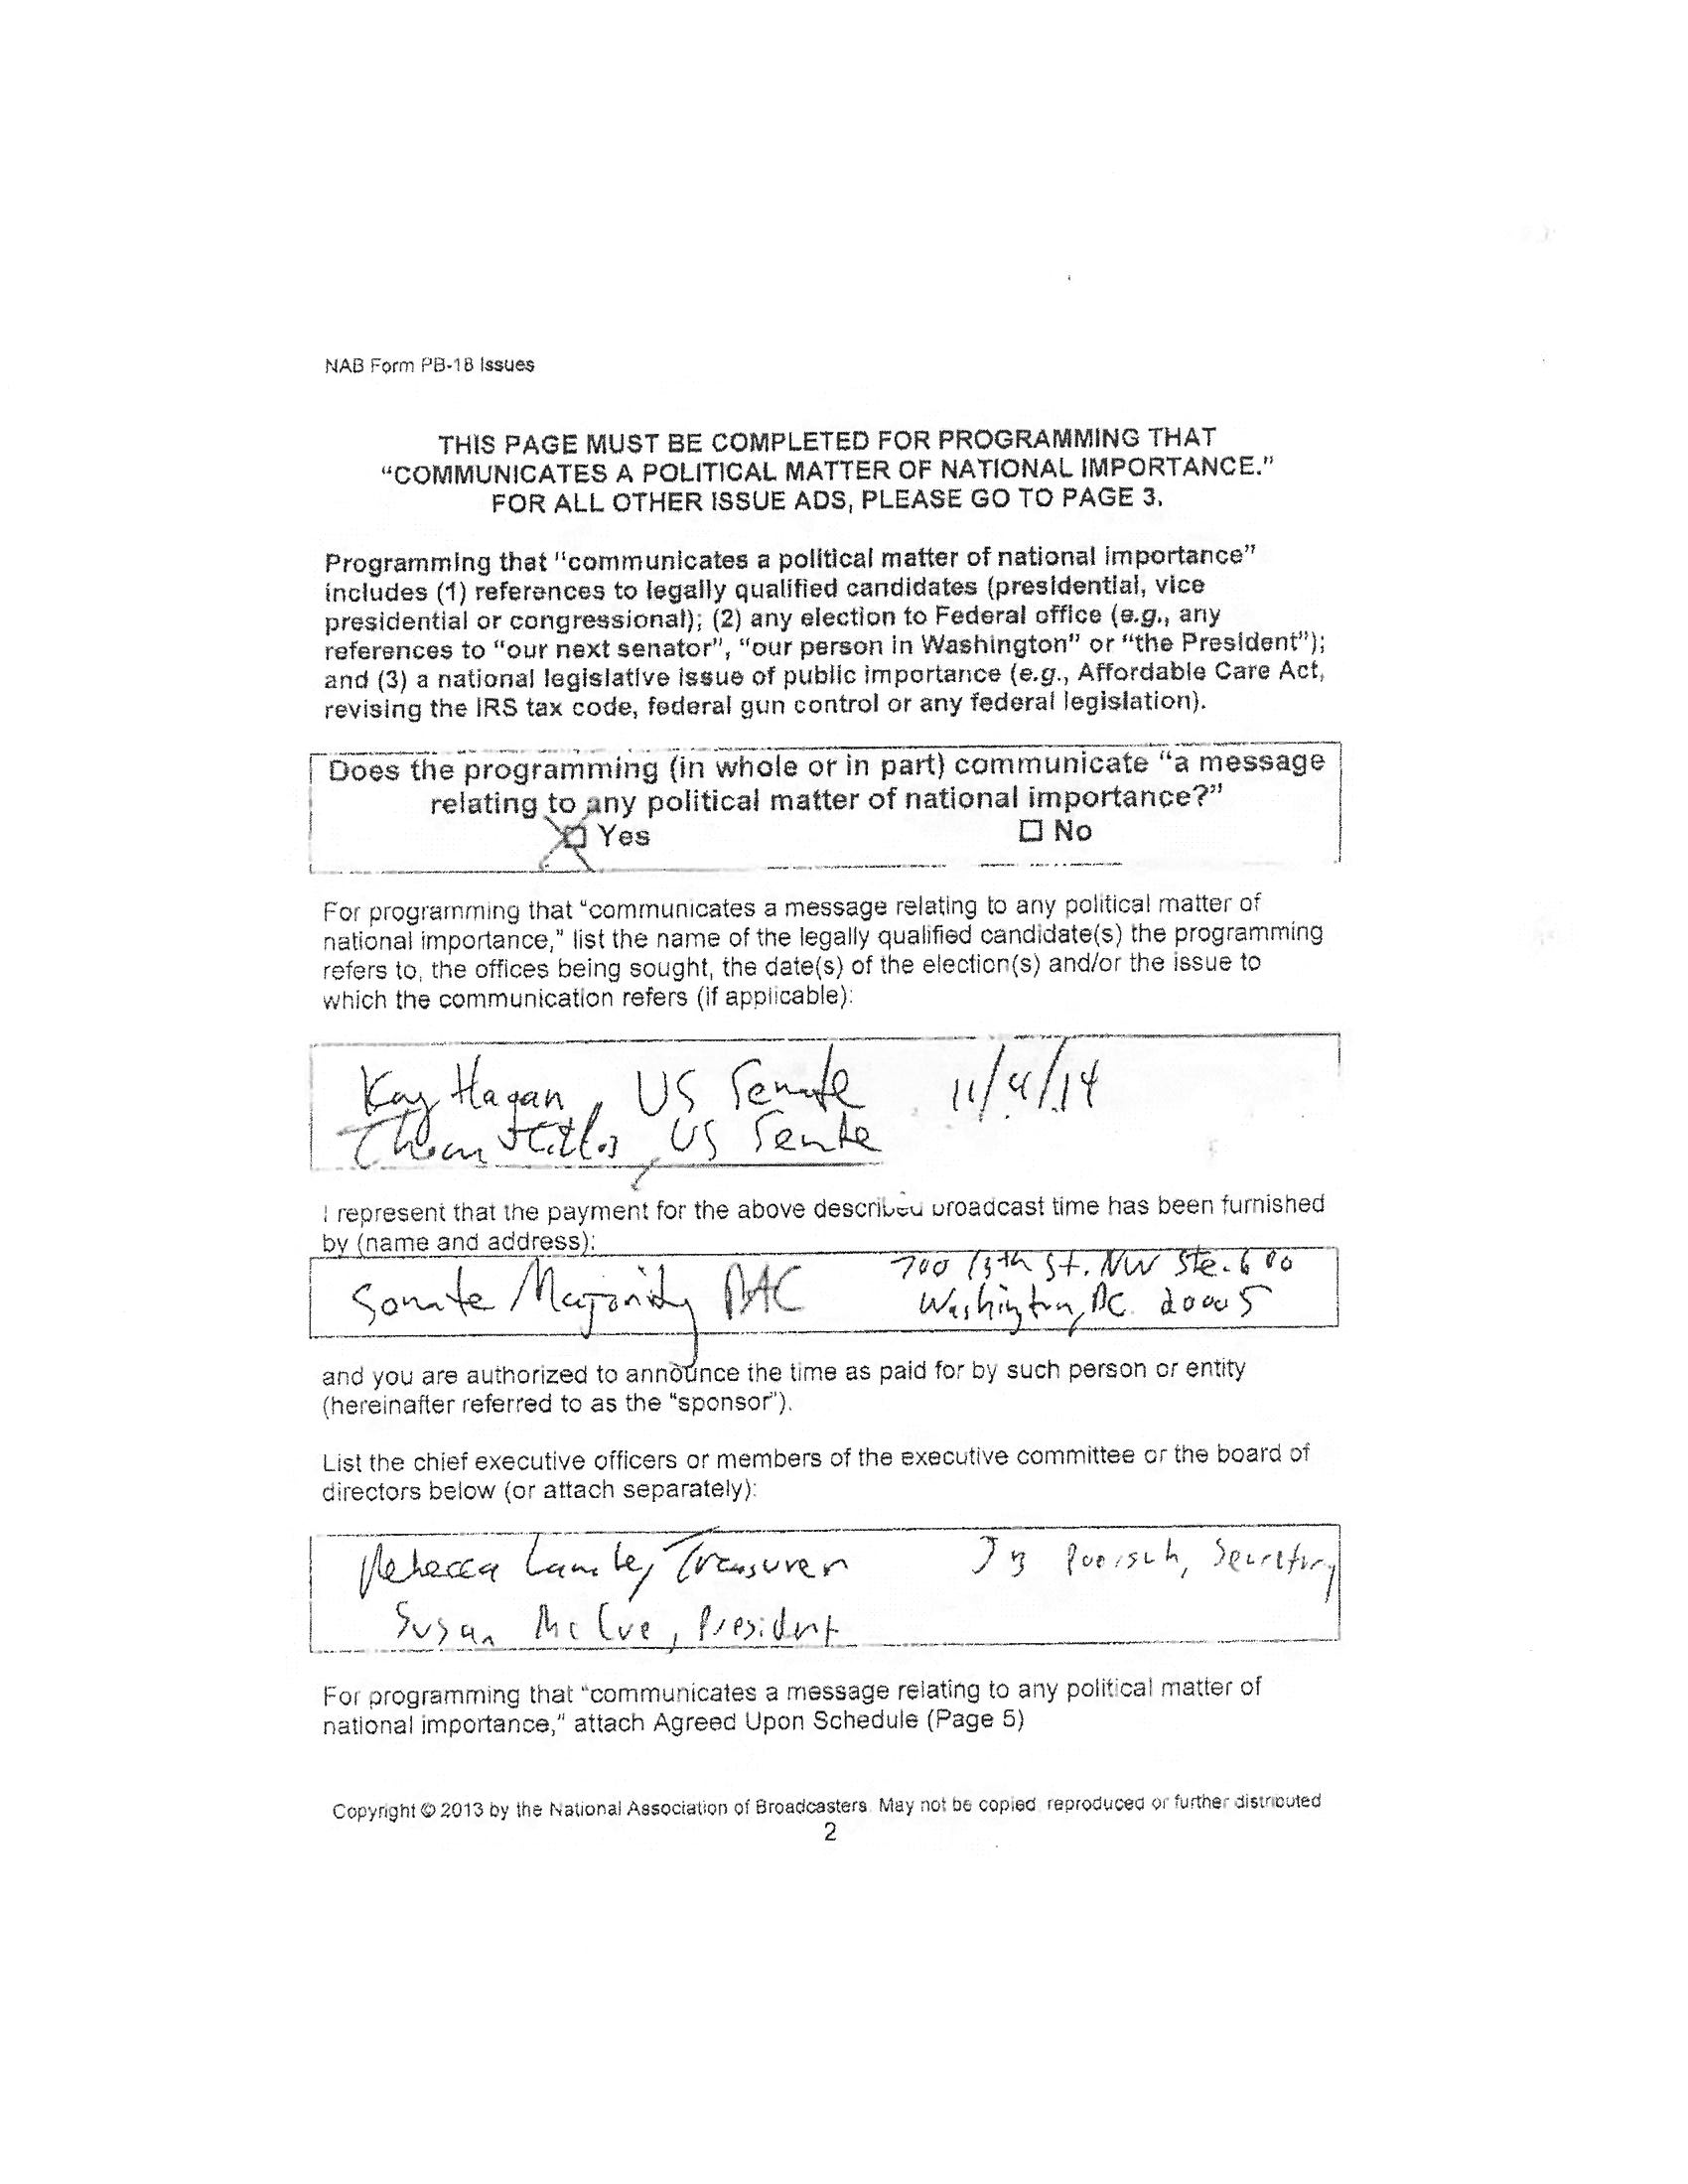 NAB Form PB-18 Issues
THIS PAGE MUST BE COMPLETED FOR PROGRAMMING THAT
“COMMUNICATES A POLITICAL MATTER OF NATIONAL IMPORTANCE.”
FOR ALL OTHER ISSUE ADS, PLEASE GO TO PAGE 3.
Programming that “communicates a political matter of national importance”
includes (1) references to legally qualified candidates (presidential, vice
presidential or congressional); (2) any election to Federal office (e.g., any
references to “our next senator”, “our person in Washington” or “the President”);
and (3) a national legislative issue of public importance (e.g., Affordable Care Act,
revising the IRS tax code, federal gun control or any federal legislation).
Does the programming (in whole or in part) communicate “a message
relating to any political matter of national importance?”
☒ Yes ☐ No
For programming that “communicates a message relating to any political matter of
national importance,” list the name of the legally qualified candidate(s) the programming
refers to, the offices being sought, the date(s) of the election(s) and/or the issue to
which the communication refers (if applicable):
Kay Hagan, US Senate 11/4/14
Thom Tillis, US Senate
I represent that the payment for the above described broadcast time has been furnished
by (name and address):
700 13th St. NW Ste. 600
Senate Majority PAC Washington, DC 20005
and you are authorized to announce the time as paid for by such person or entity
(hereinafter referred to as the “sponsor”).
List the chief executive officers or members of the executive committee or the board of
directors below (or attach separately):
Rebecca Lambe, Treasurer JB Poersch, Secretary
Susan McCue, President
For programming that “communicates a message relating to any political matter of
national importance,” attach Agreed Upon Schedule (Page 5)
Copyright © 2013 by the National Association of Broadcasters. May not be copied, reproduced or further distributed
2